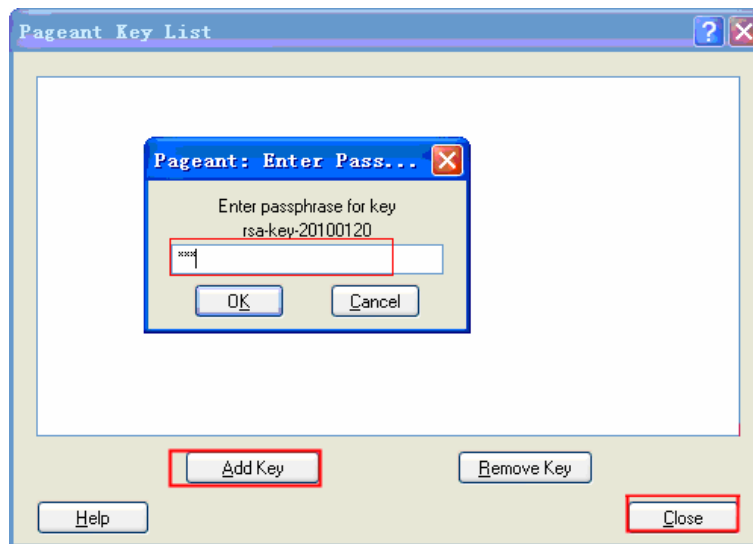 Pageant Key List
Pageant: Enter Pass...
Enter passphrase for key
rsa-key-20100120
***
OK
Cancel
Add Key
Remove Key
Help
Close